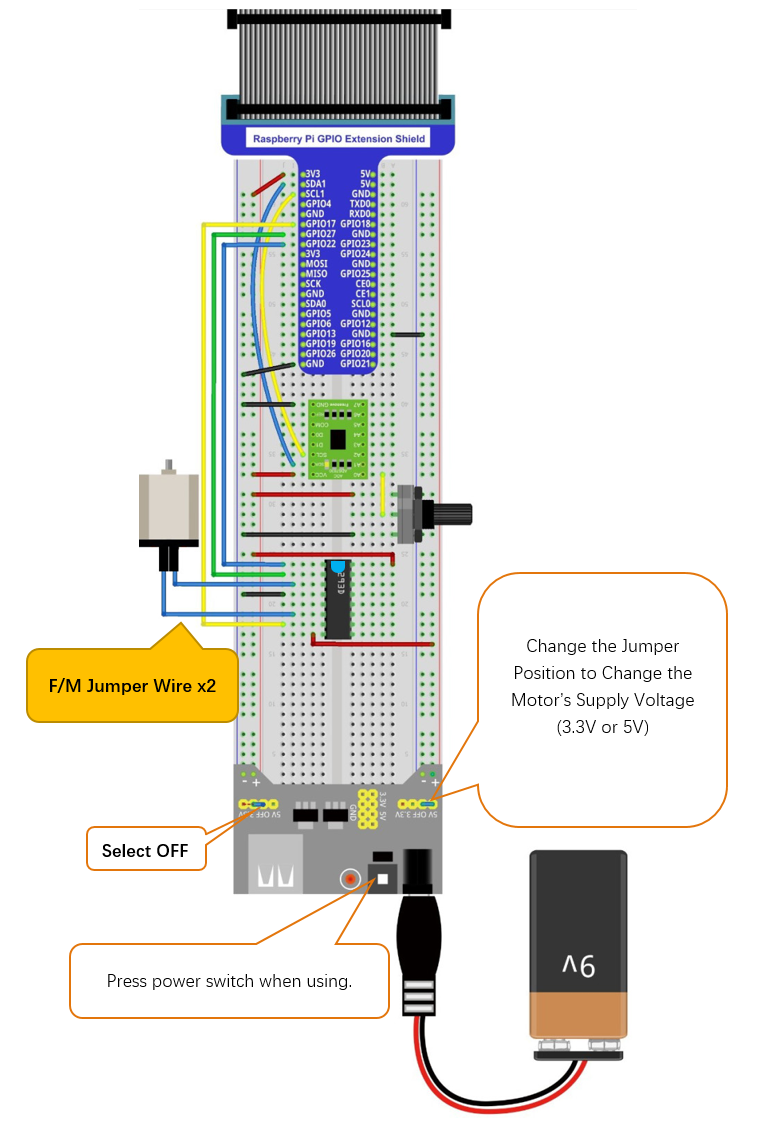 Raspberry Pi GPIO Extension Shield
3V3 5V
SDA1 5V
SCL1 GND
GPIO4 TXD0
GND RXD0
GPIO17 GPIO18
GPIO27 GND
GPIO22 GPIO23
3V3 GPIO24
MOSI GND
MISO GPIO25
SCK CE0
GND CE1
SDA0 SCL0
GPIO5 GND
GPIO6 GPIO12
GPIO13 GND
GPIO19 GPIO16
GPIO26 GPIO20
GND GPIO21
L293D
F/M Jumper Wire x2
Change the Jumper
Position to Change the
Motor's Supply Voltage
(3.3V or 5V)
- +
- +
5V OFF 3.3V
GND
3.3V 5V
5V OFF 3.3V
Select OFF
Press power switch when using.
9V